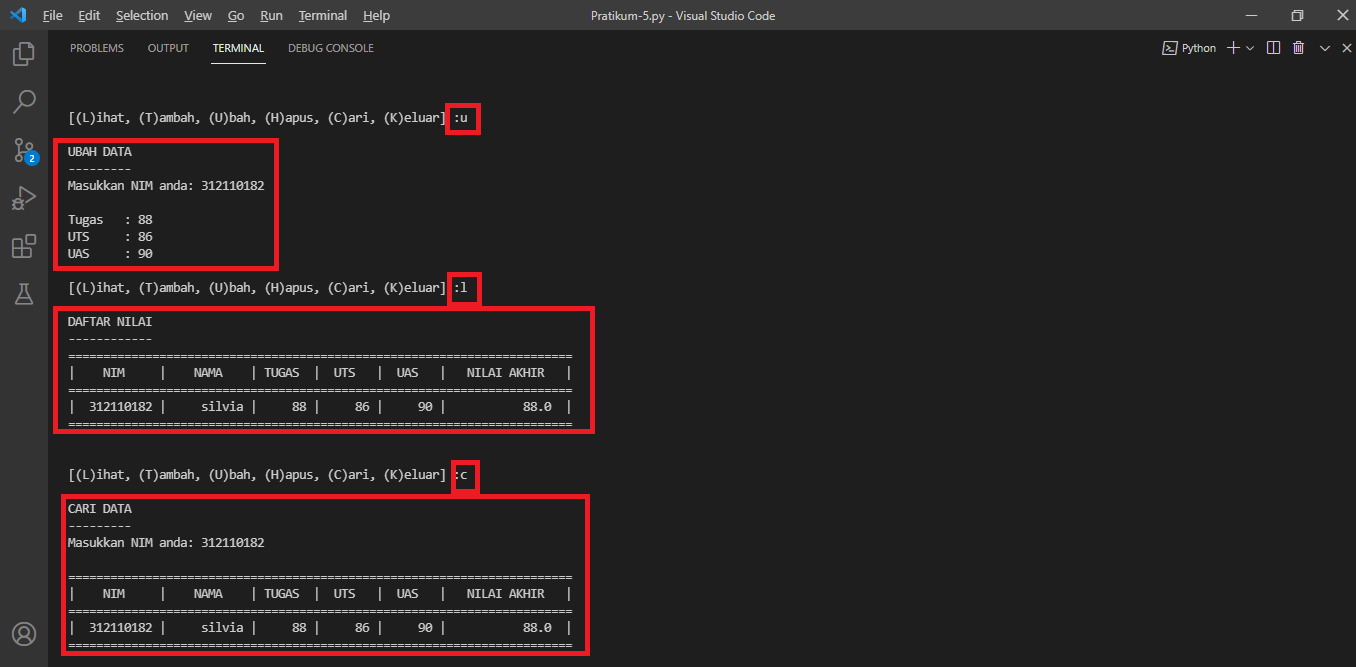 File Edit Selection View Go Run Terminal Help Pratikum-5.py - Visual Studio Code
PROBLEMS OUTPUT TERMINAL DEBUG CONSOLE Python
[(L)ihat, (T)ambah, (U)bah, (H)apus, (C)ari, (K)eluar] :u
UBAH DATA
---------
Masukkan NIM anda: 312110182
Tugas   : 88
UTS     : 86
UAS     : 90
[(L)ihat, (T)ambah, (U)bah, (H)apus, (C)ari, (K)eluar] :l
DAFTAR NILAI
------------
========================================================================
|    NIM     |    NAMA    | TUGAS  |  UTS   |  UAS   |   NILAI AKHIR   |
========================================================================
|  312110182 |     silvia |     88 |     86 |     90 |           88.0  |
========================================================================
[(L)ihat, (T)ambah, (U)bah, (H)apus, (C)ari, (K)eluar] :c
CARI DATA
---------
Masukkan NIM anda: 312110182
========================================================================
|    NIM     |    NAMA    | TUGAS  |  UTS   |  UAS   |   NILAI AKHIR   |
========================================================================
|  312110182 |     silvia |     88 |     86 |     90 |           88.0  |
========================================================================
2